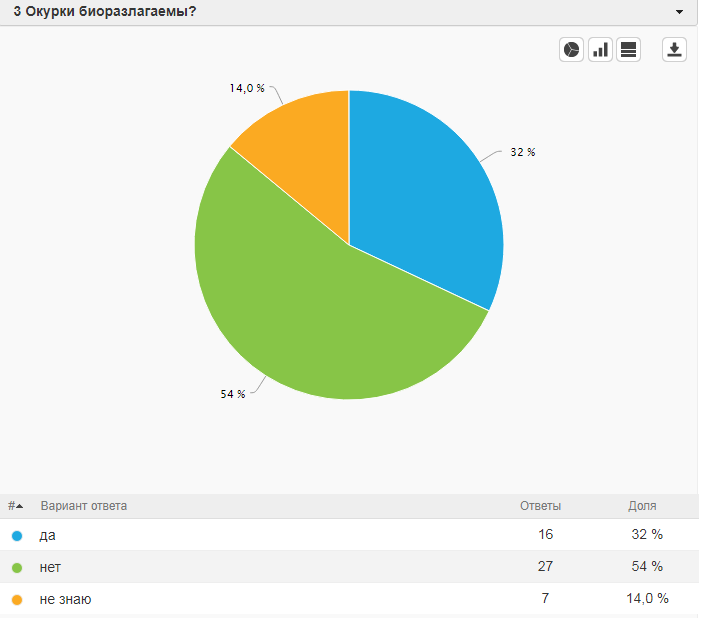 3 Окурки биоразлагаемы?
14,0 %
32 %
54 %
# Вариант ответа Ответы Доля
да 16 32 %
нет 27 54 %
не знаю 7 14,0 %